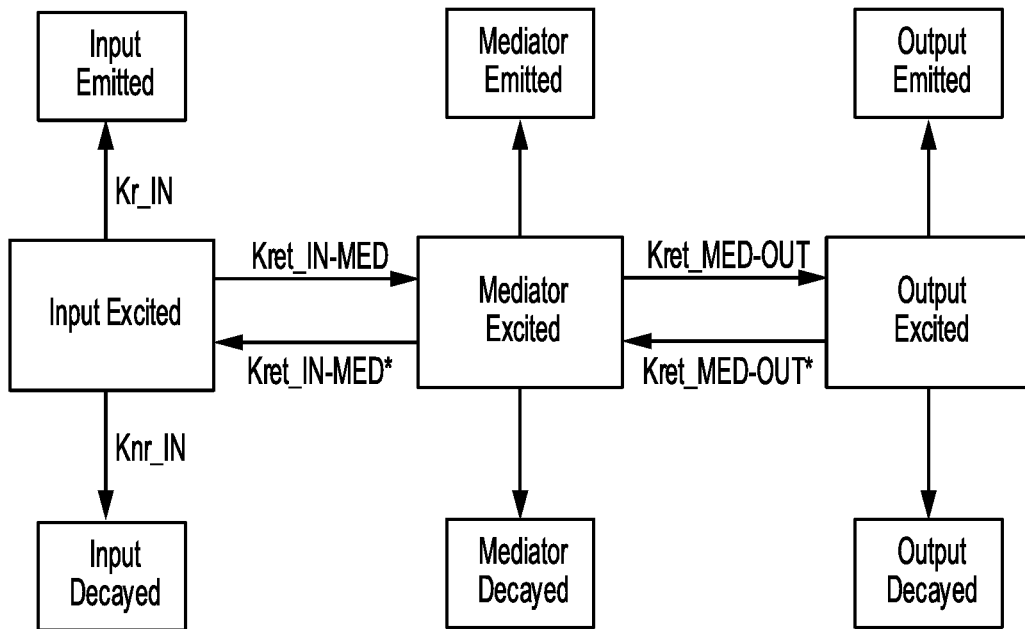 Input
Emitted
Mediator
Emitted
Output
Emitted
Kr_IN
Input Excited
Kret_IN-MED
Kret_IN-MED*
Mediator
Excited
Kret_MED-OUT
Kret_MED-OUT*
Output
Excited
Knr_IN
Input
Decayed
Mediator
Decayed
Output
Decayed